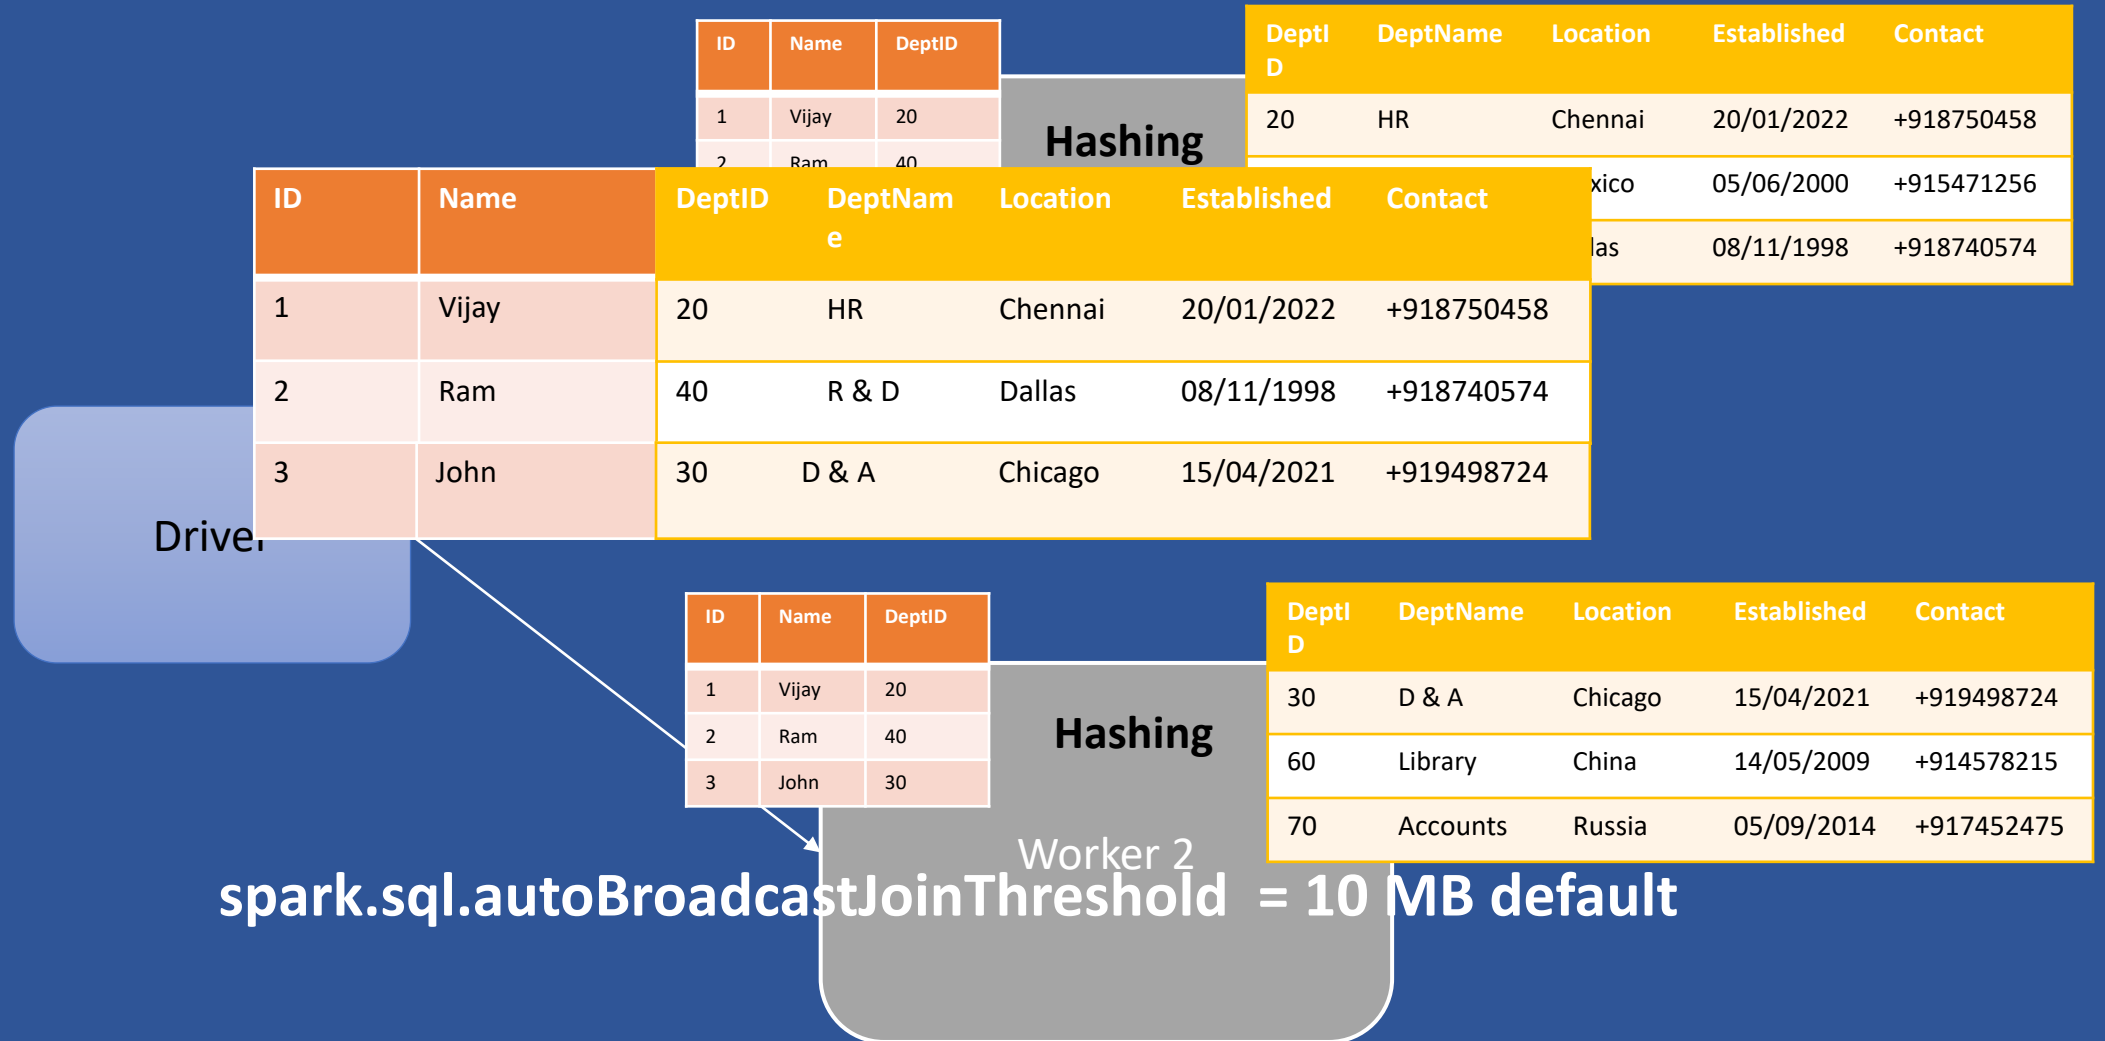 ID Name DeptID
1 Vijay 20
2 Ram 40
Hashing
DeptI
D DeptName Location Established Contact
20 HR Chennai 20/01/2022 +918750458
05/06/2000 +915471256
08/11/1998 +918740574
ID Name DeptID DeptNam
e Location Established Contact
1 Vijay 20 HR Chennai 20/01/2022 +918750458
2 Ram 40 R & D Dallas 08/11/1998 +918740574
3 John 30 D & A Chicago 15/04/2021 +919498724
Driver
ID Name DeptID
1 Vijay 20
2 Ram 40
3 John 30
Hashing
DeptI
D DeptName Location Established Contact
30 D & A Chicago 15/04/2021 +919498724
60 Library China 14/05/2009 +914578215
70 Accounts Russia 05/09/2014 +917452475
Worker 2
spark.sql.autoBroadcastJoinThreshold = 10 MB default